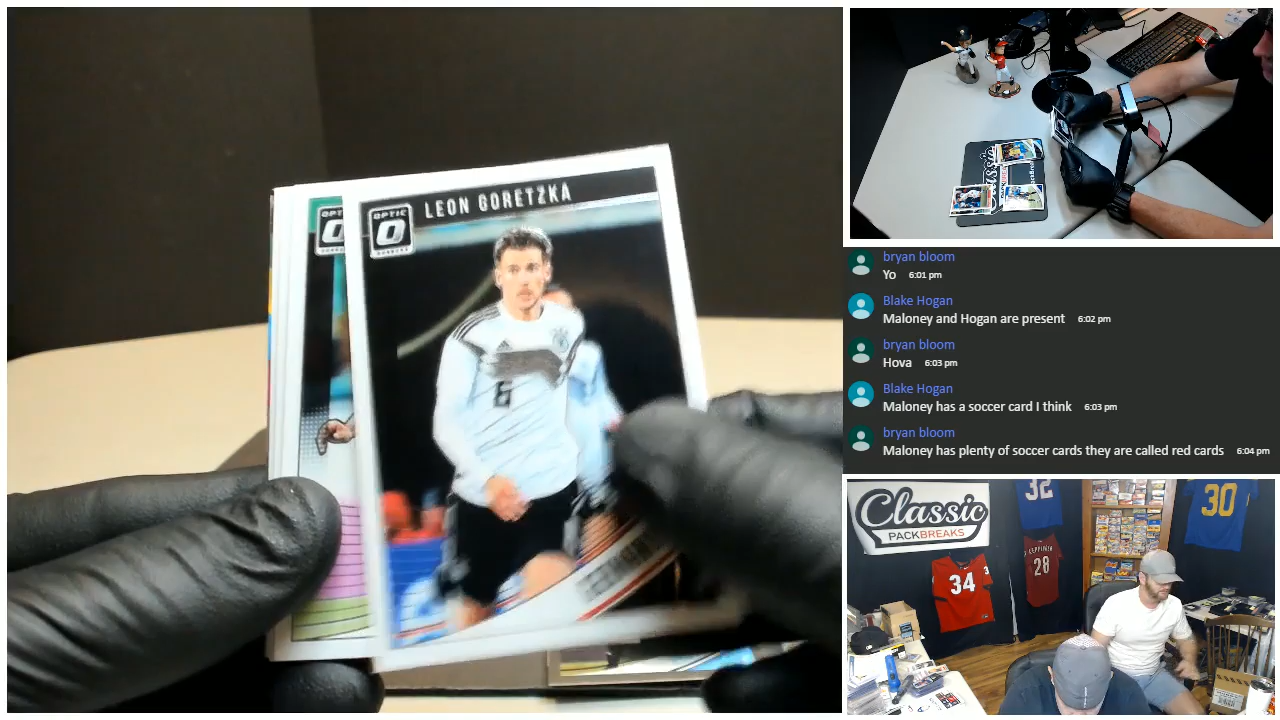 LEON GORETZKA
OPTIC
OPTIC
6
bryan bloom
Yo 6:01 pm
Blake Hogan
Maloney and Hogan are present 6:02 pm
bryan bloom
Hova 6:03 pm
Blake Hogan
Maloney has a soccer card I think 6:03 pm
bryan bloom
Maloney has plenty of soccer cards they are called red cards 6:04 pm
Classic
PACKBREAKS
32
30
28
34